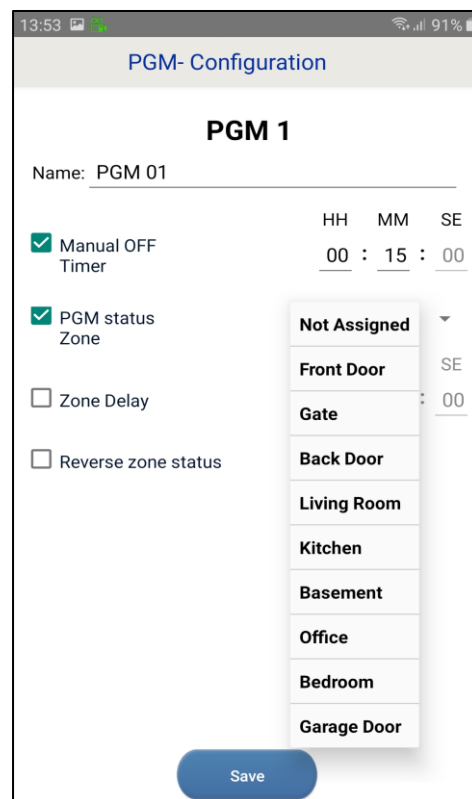 13:53 91%
PGM- Configuration
PGM 1
Name: PGM 01
HH MM SE
Manual OFF
Timer
00 : 15 : 00
PGM status
Zone
Not Assigned
Front Door
SE
Zone Delay
: 00
Gate
Reverse zone status
Back Door
Living Room
Kitchen
Basement
Office
Bedroom
Garage Door
Save